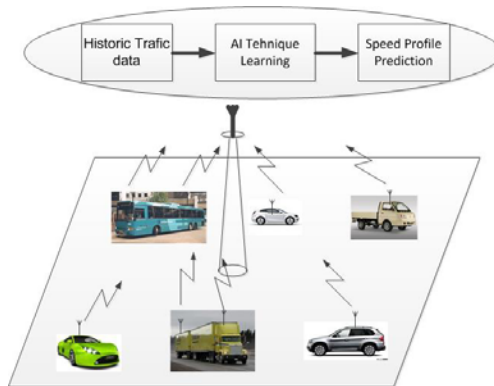 Historic Trafic
data
AI Tehnique
Learning
Speed Profile
Prediction